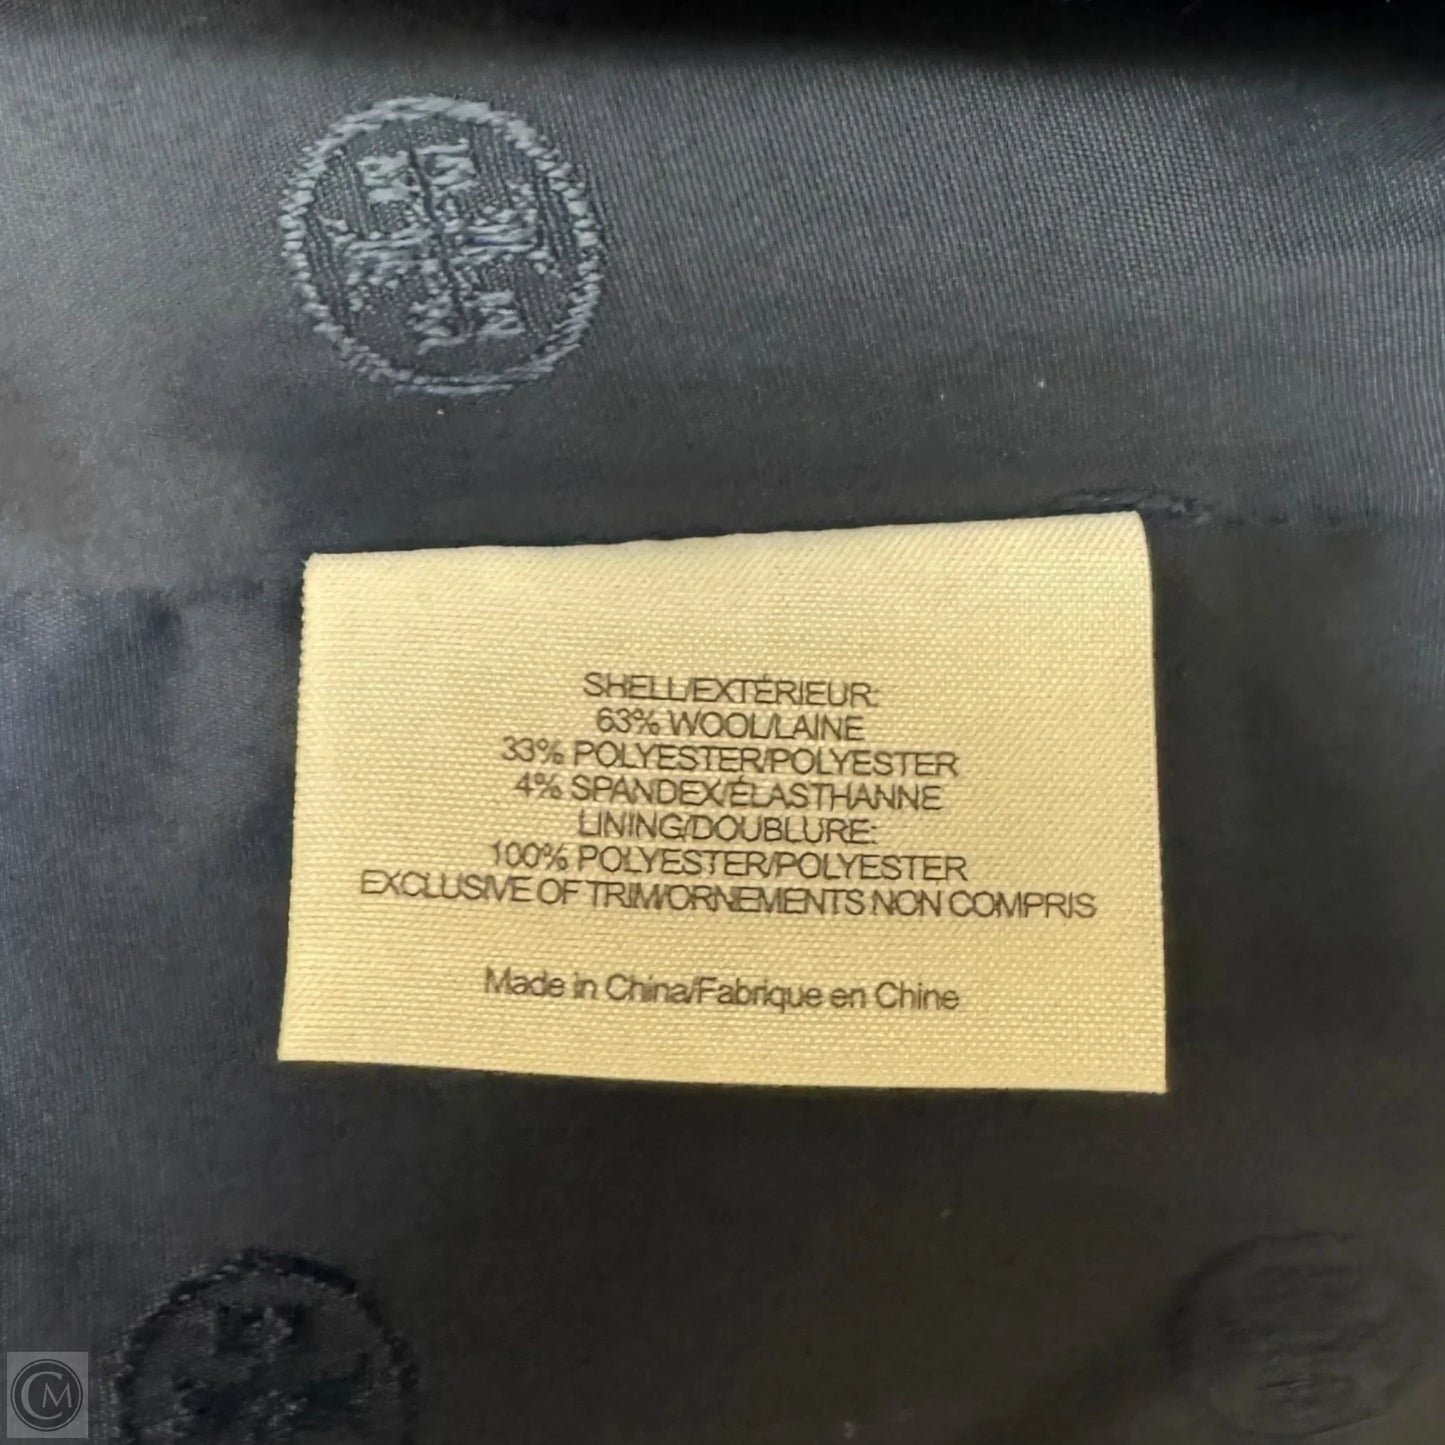 SHELL/EXTÉRIEUR:
63% WOOL/LAINE
33% POLYESTER/POLYESTER
4% SPANDEX/ÉLASTHANNE
LINING/DOUBLURE:
100% POLYESTER/POLYESTER
EXCLUSIVE OF TRIM/ORNEMENTS NON COMPRIS
Made in China/Fabrique en Chine
CM